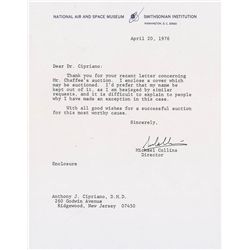 NATIONAL AIR AND SPACE MUSEUM SMITHSONIAN INSTITUTION
WASHINGTON, D.C. 20560
April 20, 1976
Dear Dr. Cipriano:
Thank you for your recent letter concerning
Mr. Chaffee's auction. I enclose a cover which
may be auctioned. I'd prefer that my name be
kept out of it, as I am besieged by similar
requests, and it is difficult to explain to people
why I have made an exception in this case.
With all good wishes for a successful auction
for this most worthy cause.
Sincerely,
Michael Collins
Director
Enclosure
Anthony J. Cipriano, D.M.D.
260 Godwin Avenue
Ridgewood, New Jersey 07450